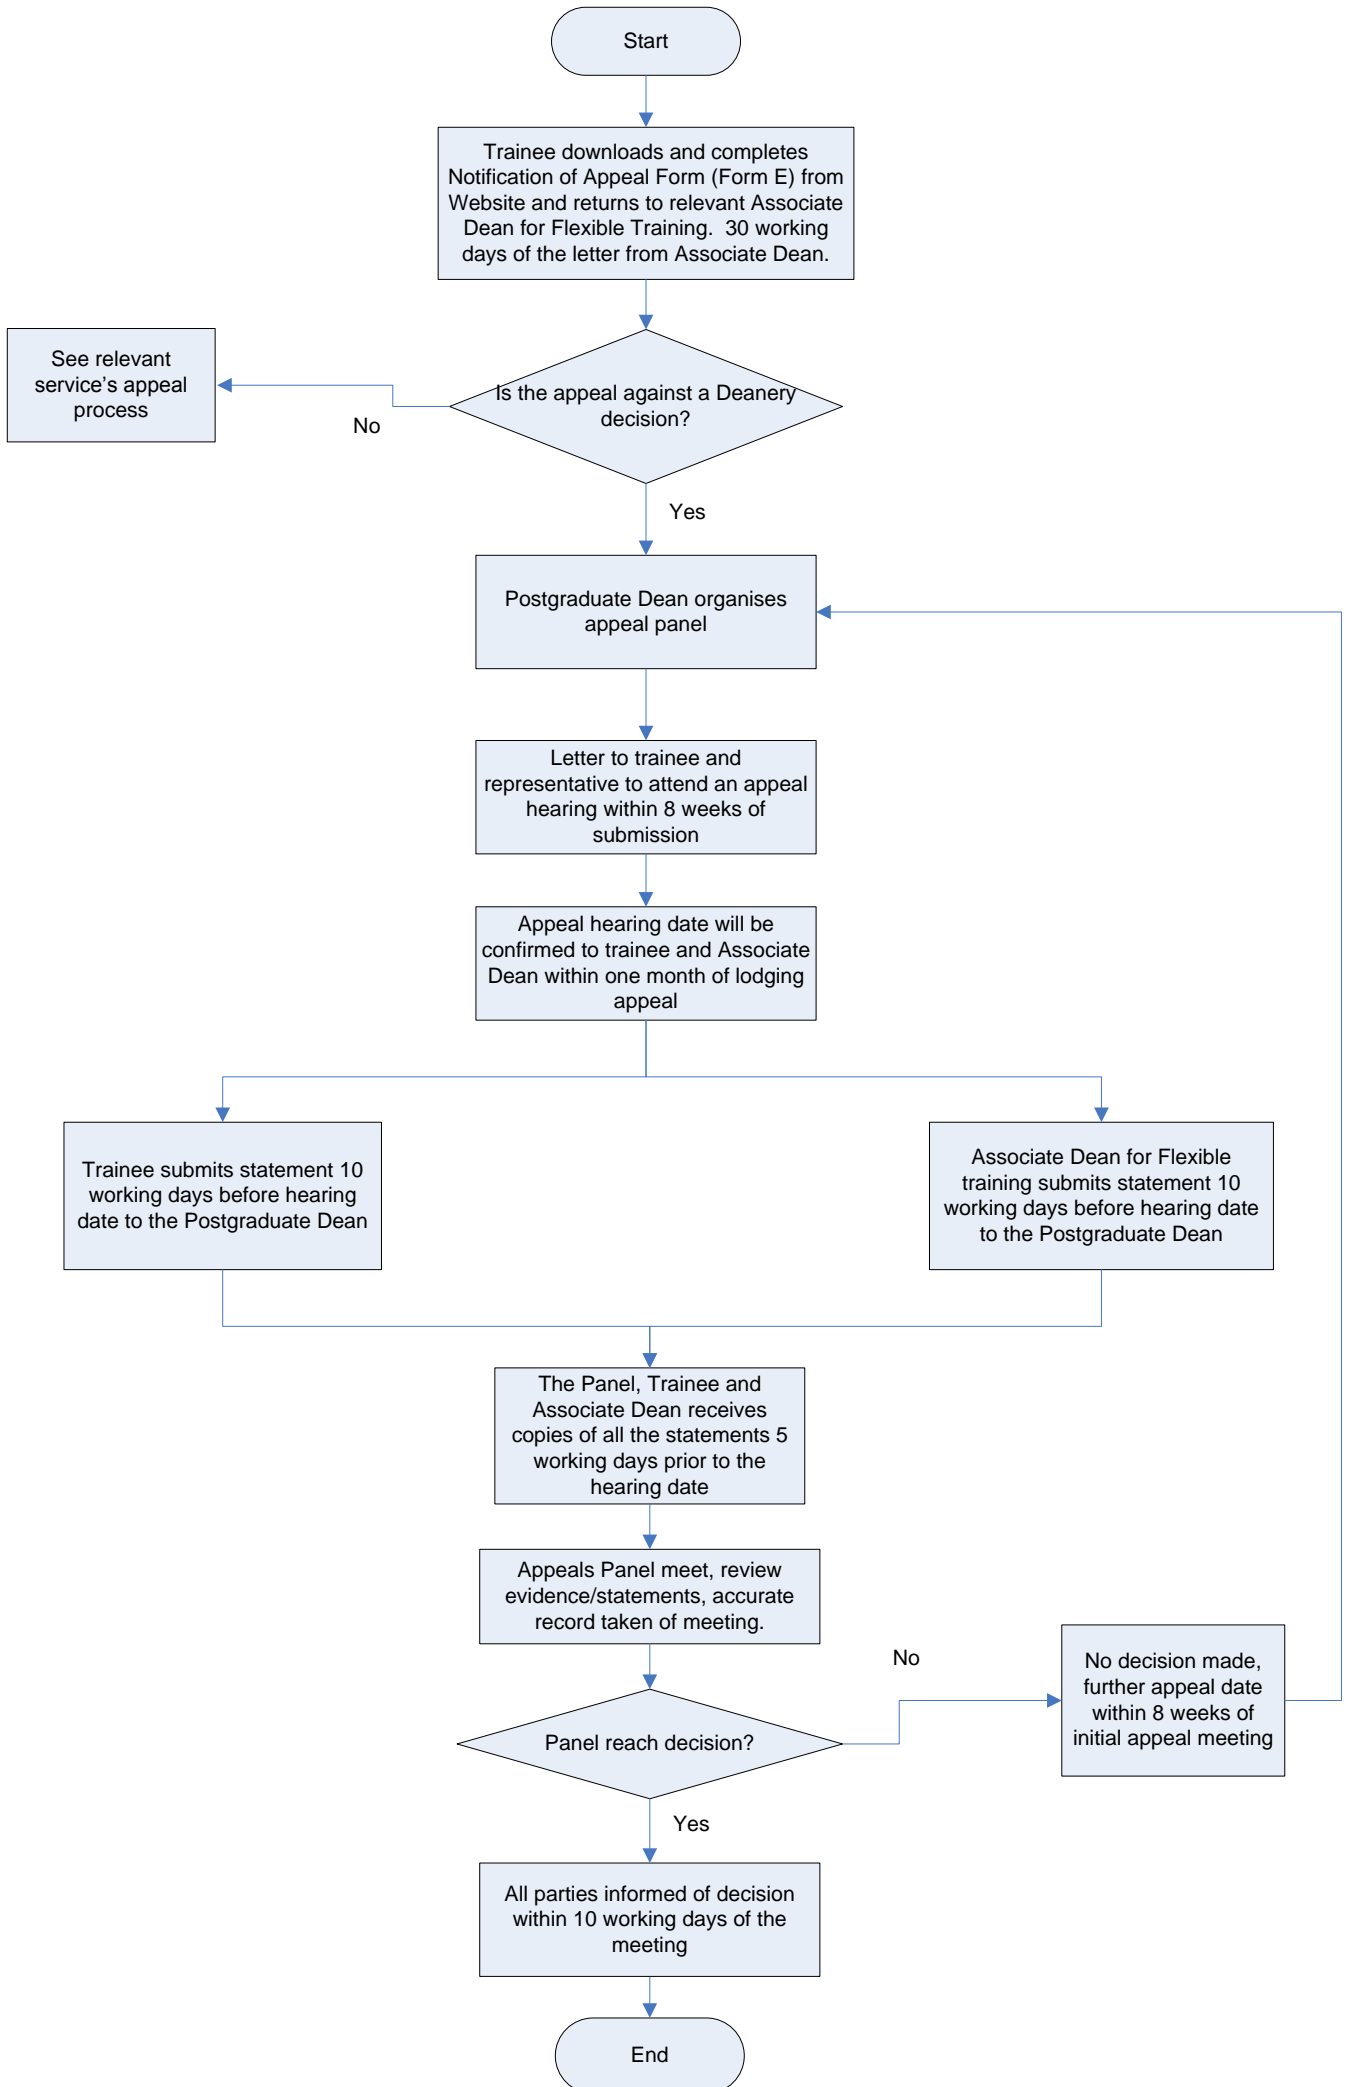 Start
Trainee downloads and completes
Notification of Appeal Form (Form E) from
Website and returns to relevant Associate
Dean for Flexible Training.  30 working
days of the letter from Associate Dean.
See relevant
service’s appeal
process
Is the appeal against a Deanery
decision?
No
Yes
Postgraduate Dean organises
appeal panel
Letter to trainee and
representative to attend an appeal
hearing within 8 weeks of
submission
Appeal hearing date will be
confirmed to trainee and Associate
Dean within one month of lodging
appeal
Trainee submits statement 10
working days before hearing
date to the Postgraduate Dean
Associate Dean for Flexible
training submits statement 10
working days before hearing date
to the Postgraduate Dean
The Panel, Trainee and
Associate Dean receives
copies of all the statements 5
working days prior to the
hearing date
Appeals Panel meet, review
evidence/statements, accurate
record taken of meeting.
Panel reach decision?
No
No decision made,
further appeal date
within 8 weeks of
initial appeal meeting
Yes
All parties informed of decision
within 10 working days of the
meeting
End